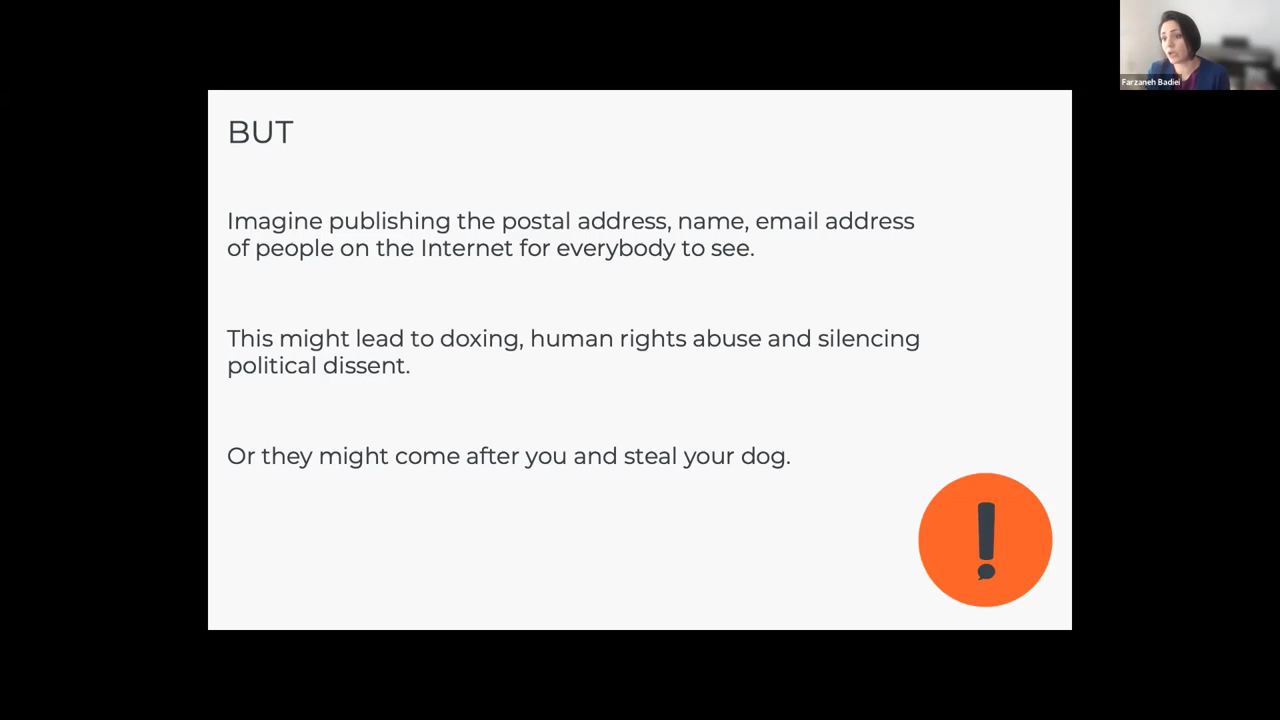 Farzaneh Badiei
BUT
Imagine publishing the postal address, name, email address
of people on the Internet for everybody to see.
This might lead to doxing, human rights abuse and silencing
political dissent.
Or they might come after you and steal your dog.